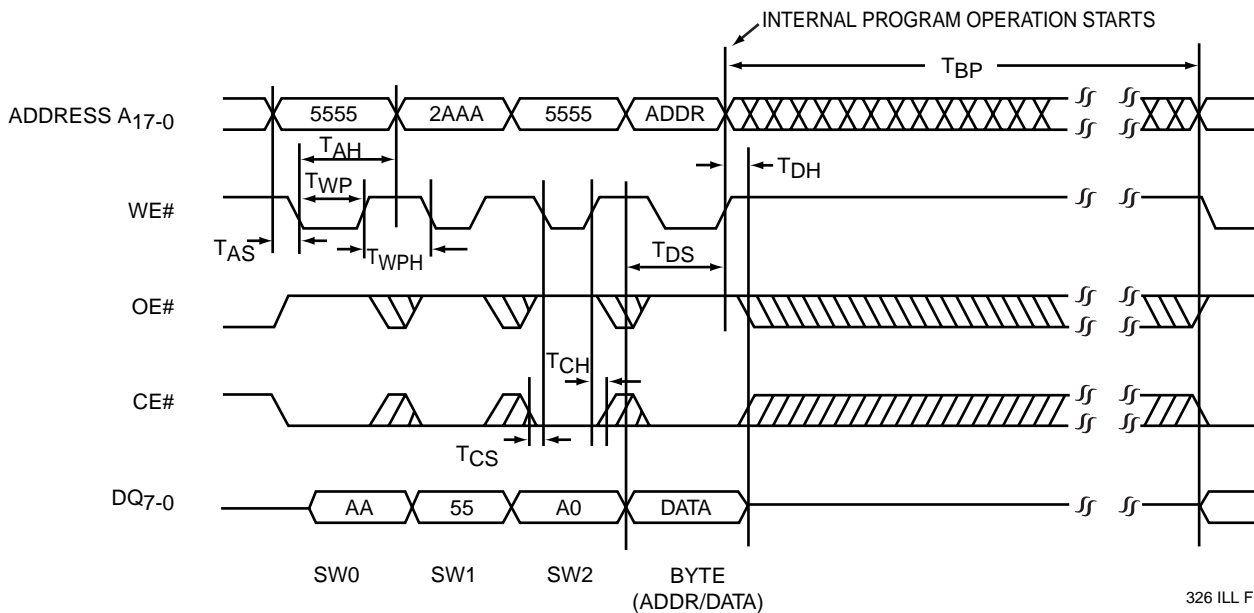 INTERNAL PROGRAM OPERATION STARTS
TBP
ADDRESS A17-0
5555
2AAA
5555
ADDR
TAH
TDH
TWP
WE#
TAS
TWPH
TDS
OE#
TCH
CE#
TCS
DQ7-0
AA
55
A0
DATA
SW0
SW1
SW2
BYTE
(ADDR/DATA)
326 ILL F